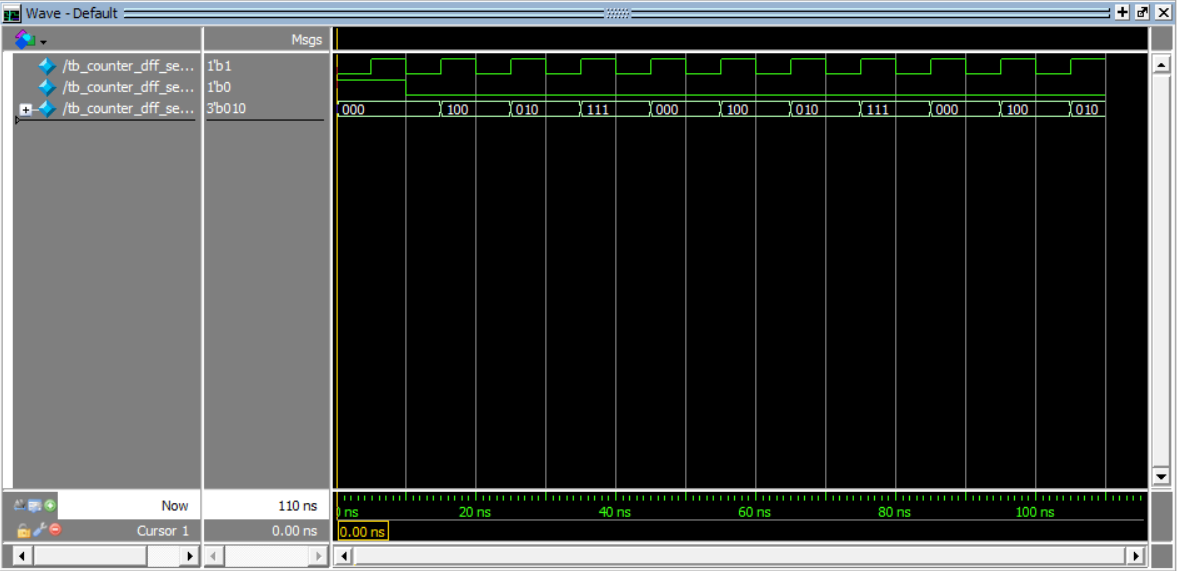 Wave - Default
Msgs
/tb_counter_dff_se... 1'b1
/tb_counter_dff_se... 1'b0
/tb_counter_dff_se... 3'b010 000 100 010 111 000 100 010 111 000 100 010
Now 110 ns 0 ns 20 ns 40 ns 60 ns 80 ns 100 ns
Cursor 1 0.00 ns 0.00 ns